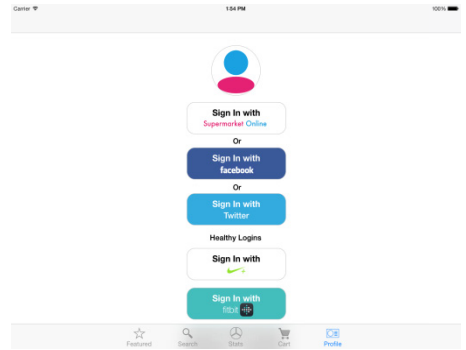 Carrier 1:54 PM 100%
Sign In with
Supermarket Online
Or
Sign In with
facebook
Or
Sign In with
Twitter
Healthy Logins
Sign In with
Sign In with
fitbit
Featured Search Stats Cart Profile